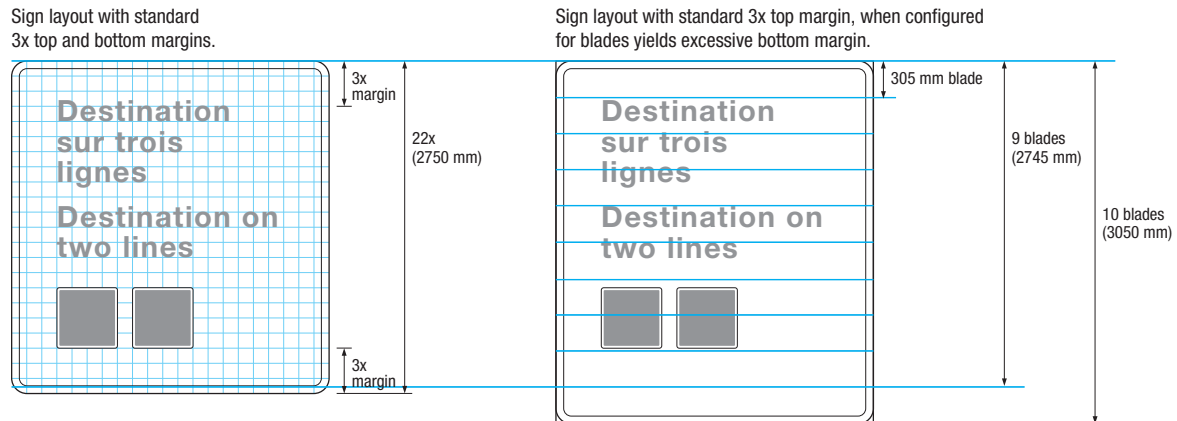 Sign layout with standard
3x top and bottom margins.
Sign layout with standard 3x top margin, when configured
for blades yields excessive bottom margin.
3x
margin
22x
(2750 mm)
3x
margin
Destination
sur trois
lignes
Destination on
two lines
305 mm blade
9 blades
(2745 mm)
10 blades
(3050 mm)
Destination
sur trois
lignes
Destination on
two lines